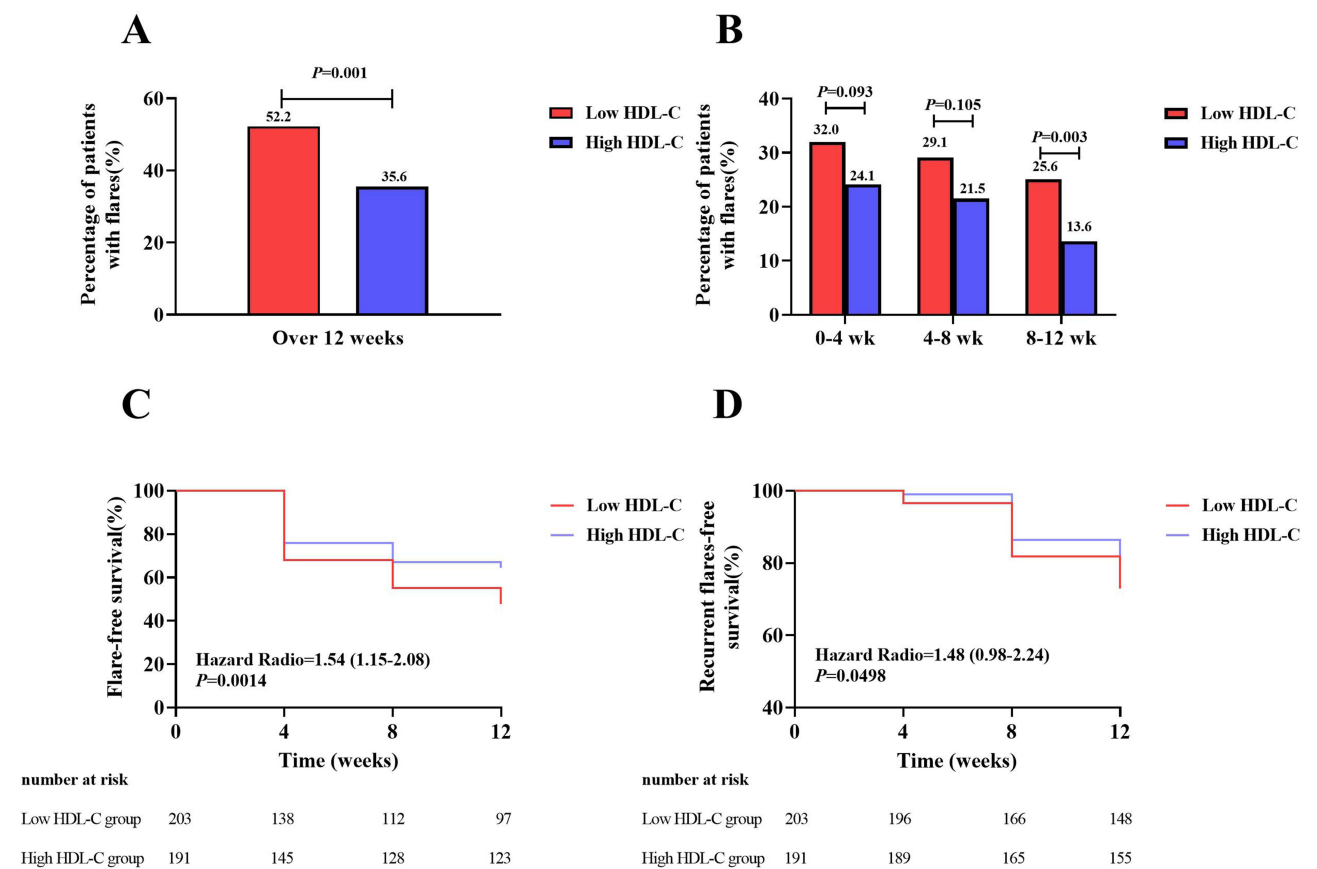 A
P=0.001
60
40
20
0
52.2
35.6
Percentage of patients
with flares(%)
Over 12 weeks
Low HDL-C
High HDL-C
B
P=0.093
P=0.105
P=0.003
40
30
20
10
0
32.0
24.1
29.1
21.5
25.6
13.6
Percentage of patients
with flares(%)
0-4 wk
4-8 wk
8-12 wk
Low HDL-C
High HDL-C
C
Flare-free survival(%)
100
80
60
40
20
0
Hazard Radio=1.54 (1.15-2.08)
P=0.0014
0 4 8 12
Time (weeks)
Low HDL-C
High HDL-C
number at risk
Low HDL-C group 203 138 112 97
High HDL-C group 191 145 128 123
D
Recurrent flares-free
survival(%)
100
80
60
40
Hazard Radio=1.48 (0.98-2.24)
P=0.0498
0 4 8 12
Time (weeks)
Low HDL-C
High HDL-C
number at risk
Low HDL-C group 203 196 166 148
High HDL-C group 191 189 165 155